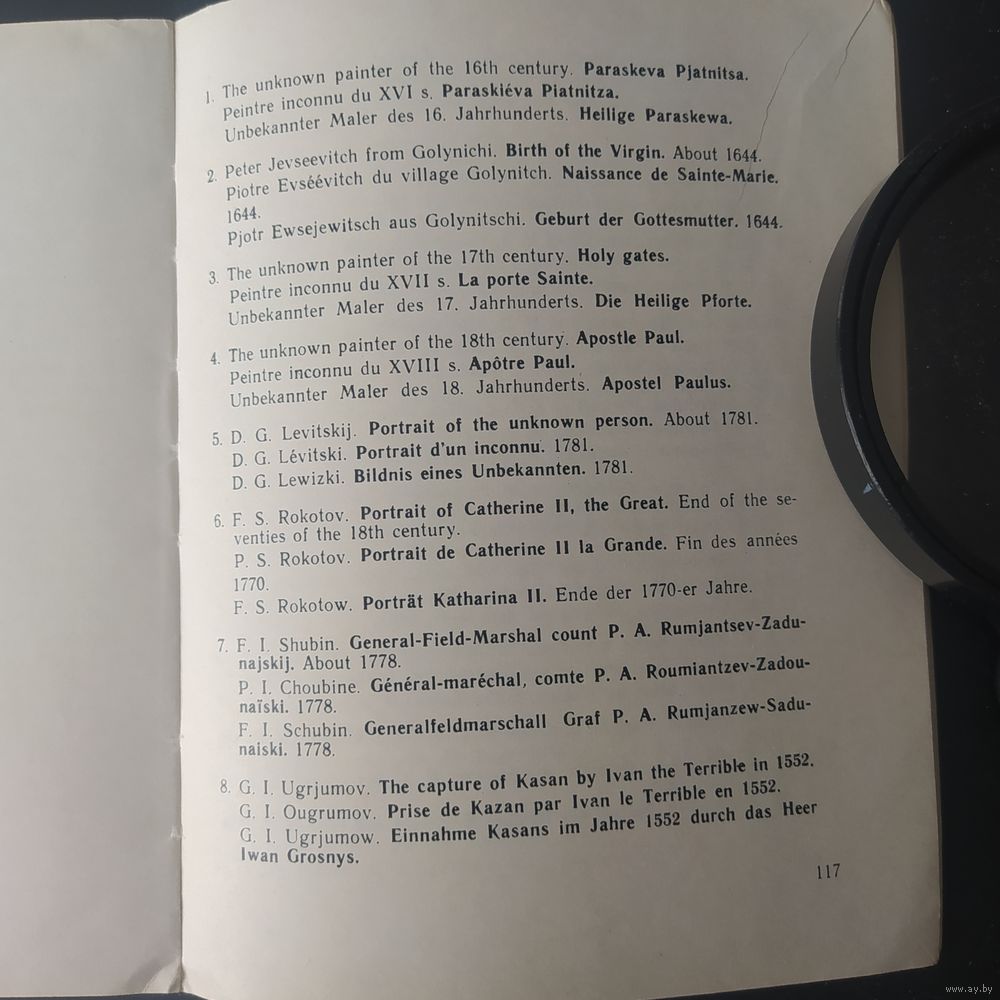 1. The unknown painter of the 16th century. Paraskeva Pjatnitsa.
Peintre inconnu du XVI s. Paraskiéva Piatnitza.
Unbekannter Maler des 16. Jahrhunderts. Heilige Paraskewa.
2. Peter Jevseevitch from Golynichi. Birth of the Virgin. About 1644.
Piotre Evséévitch du village Golynitch. Naissance de Sainte-Marie.
1644.
Pjotr Ewsejewitsch aus Golynitschi. Geburt der Gottesmutter. 1644.
3. The unknown painter of the 17th century. Holy gates.
Peintre inconnu du XVII s. La porte Sainte.
Unbekannter Maler des 17. Jahrhunderts. Die Heilige Pforte.
4. The unknown painter of the 18th century. Apostle Paul.
Peintre inconnu du XVIII s. Apôtre Paul.
Unbekannter Maler des 18. Jahrhunderts. Apostel Paulus.
5. D. G. Levitskij. Portrait of the unknown person. About 1781.
D. G. Lévitski. Portrait d'un inconnu. 1781.
D. G. Lewizki. Bildnis eines Unbekannten. 1781.
6. F. S. Rokotov. Portrait of Catherine II, the Great. End of the se-
venties of the 18th century.
P. S. Rokotov. Portrait de Catherine II la Grande. Fin des années
1770.
F. S. Rokotow. Porträt Katharina II. Ende der 1770-er Jahre.
7. F. I. Shubin. General-Field-Marshal count P. A. Rumjantsev-Zadu-
najskij. About 1778.
P. I. Choubine. Général-maréchal, comte P. A. Roumiantzev-Zadou-
naïski. 1778.
F. I. Schubin. Generalfeldmarschall Graf P. A. Rumjanzew-Sadu-
naiski. 1778.
8. G. I. Ugrjumov. The capture of Kasan by Ivan the Terrible in 1552.
G. I. Ougrumov. Prise de Kazan par Ivan le Terrible en 1552.
G. I. Ugrjumow. Einnahme Kasans im Jahre 1552 durch das Heer
Iwan Grosnys.
117
www.ay.by